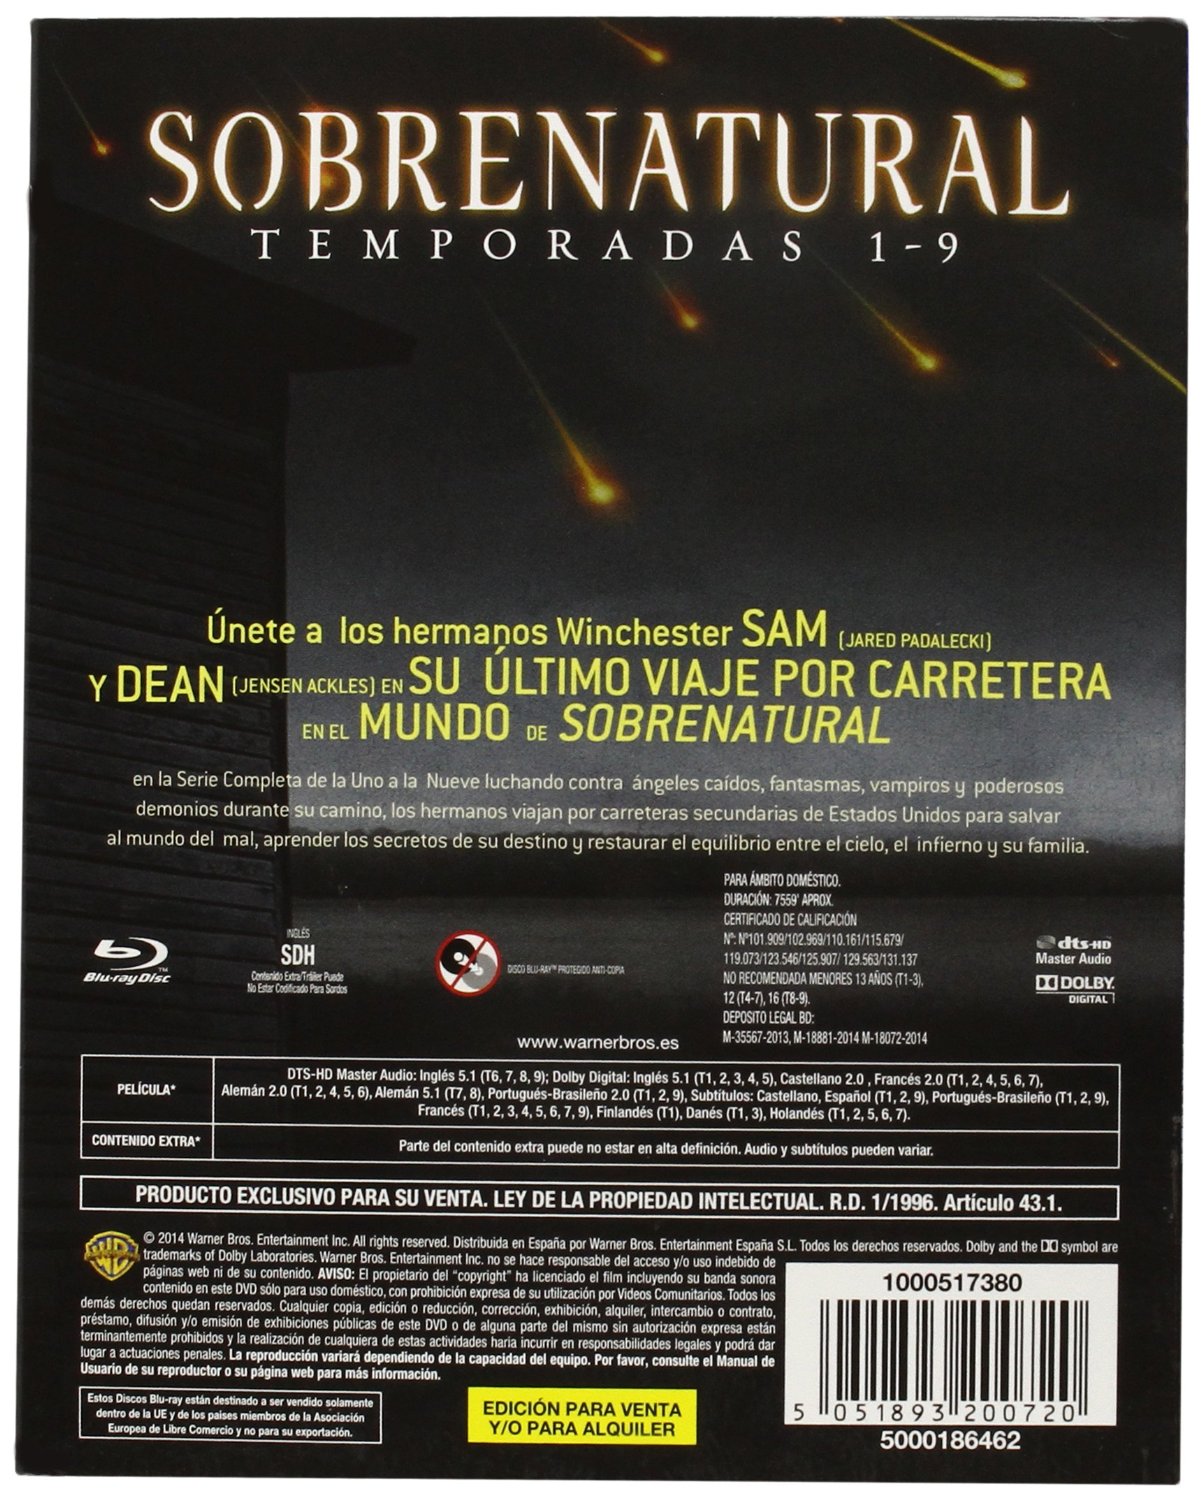 SOBRENATURAL
TEMPORADAS 1-9
Únete a los hermanos Winchester SAM (JARED PADALECKI)
Y DEAN (JENSEN ACKLES) EN SU ÚLTIMO VIAJE POR CARRETERA
EN EL MUNDO DE SOBRENATURAL
en la Serie Completa de la Uno a la Nueve luchando contra ángeles caídos, fantasmas, vampiros y poderosos
demonios durante su camino, los hermanos viajan por carreteras secundarias de Estados Unidos para salvar
al mundo del mal, aprender los secretos de su destino y restaurar el equilibrio entre el cielo, el infierno y su familia.
Blu-ray Disc™
INGLÉS
SDH
Contenido Extra/Tráiler Puede
No Estar Codificado Para Sordos
DISCO BLU-RAY™ PROTEGIDO ANTI-COPIA
PARA ÁMBITO DOMÉSTICO.
DURACIÓN: 7559' APROX.
CERTIFICADO DE CALIFICACIÓN
Nº: Nº101.909/102.969/110.161/115.679/
119.073/123.546/125.907/ 129.563/131.137
NO RECOMENDADA MENORES 13 AÑOS (T1-3),
12 (T4-7), 16 (T8-9).
DEPOSITO LEGAL BD:
M-35567-2013, M-18881-2014 M-18072-2014
dts-HD
Master Audio
DOLBY
DIGITAL
www.warnerbros.es
PELÍCULA*
DTS-HD Master Audio: Inglés 5.1 (T6, 7, 8, 9); Dolby Digital: Inglés 5.1 (T1, 2, 3, 4, 5), Castellano 2.0 , Francés 2.0 (T1, 2, 4, 5, 6, 7),
Alemán 2.0 (T1, 2, 4, 5, 6), Alemán 5.1 (T7, 8), Portugués-Brasileño 2.0 (T1, 2, 9), Subtítulos: Castellano, Español (T1, 2, 9), Portugués-Brasileño (T1, 2, 9),
Francés (T1, 2, 3, 4, 5, 6, 7, 9), Finlandés (T1), Danés (T1, 3), Holandés (T1, 2, 5, 6, 7).
CONTENIDO EXTRA*
Parte del contenido extra puede no estar en alta definición. Audio y subtítulos pueden variar.
PRODUCTO EXCLUSIVO PARA SU VENTA. LEY DE LA PROPIEDAD INTELECTUAL. R.D. 1/1996. Artículo 43.1.
© 2014 Warner Bros. Entertainment Inc. All rights reserved. Distribuida en España por Warner Bros. Entertainment España S.L. Todos los derechos reservados. Dolby and the DD symbol are
trademarks of Dolby Laboratories. Warner Bros. Entertainment Inc. no se hace responsable del acceso y/o uso indebido de
páginas web ni de su contenido. AVISO: El propietario del "copyright" ha licenciado el film incluyendo su banda sonora
contenido en este DVD sólo para uso doméstico, con prohibición expresa de su utilización por Videos Comunitarios. Todos los
demás derechos quedan reservados. Cualquier copia, edición o reducción, corrección, exhibición, alquiler, intercambio o contrato,
préstamo, difusión y/o emisión de exhibiciones públicas de este DVD o de alguna parte del mismo sin autorización expresa están
terminantemente prohibidos y la realización de cualquiera de estas actividades haria incurrir en responsabilidades legales y podrá dar
lugar a actuaciones penales. La reproducción variará dependiendo de la capacidad del equipo. Por favor, consulte el Manual de
Usuario de su reproductor o su página web para más información.
Estos Discos Blu-ray están destinado a ser vendido solamente
dentro de la UE y de los paises miembros de la Asociación
Europea de Libre Comercio y no para su exportación.
EDICIÓN PARA VENTA
Y/O PARA ALQUILER
1000517380
5 051893 200720
5000186462